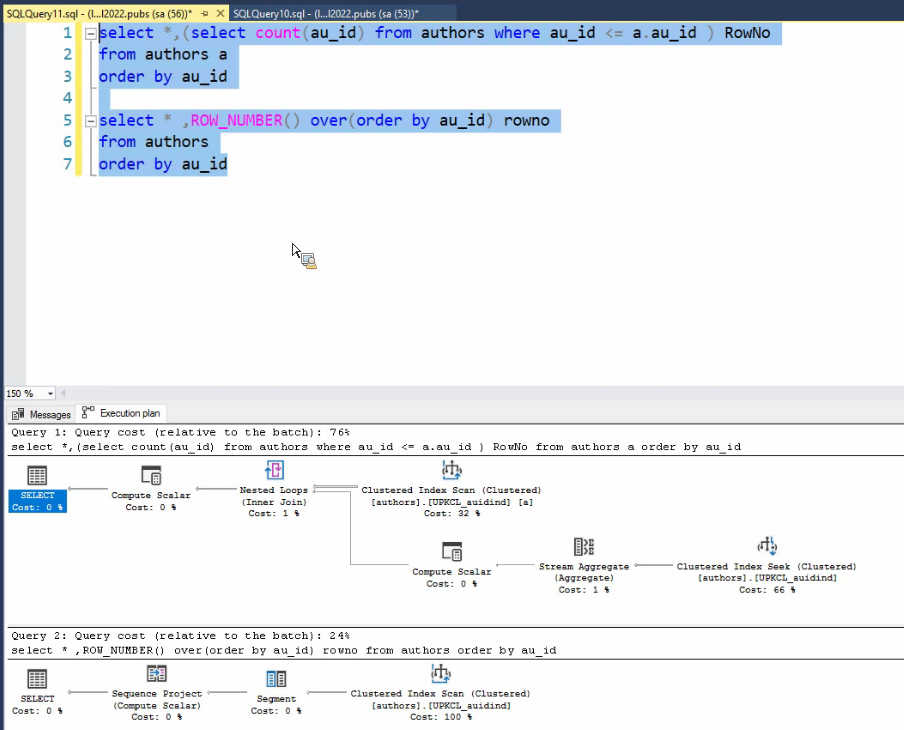 SQLQuery11.sql - (l...l2022.pubs (sa (56))* SQLQuery10.sql - (l...l2022.pubs (sa (53))*
1 select *,(select count(au_id) from authors where au_id <= a.au_id ) RowNo
2 from authors a
3 order by au_id
4
5 select * ,ROW_NUMBER() over(order by au_id) rowno
6 from authors
7 order by au_id
150 %
Messages Execution plan
Query 1: Query cost (relative to the batch): 76%
select *,(select count(au_id) from authors where au_id <= a.au_id ) RowNo from authors a order by au_id
SELECT
Cost: 0 %
Compute Scalar
Cost: 0 %
Nested Loops
(Inner Join)
Cost: 1 %
Clustered Index Scan (Clustered)
[authors].[UPKCL_auidind] [a]
Cost: 32 %
Compute Scalar
Cost: 0 %
Stream Aggregate
(Aggregate)
Cost: 1 %
Clustered Index Seek (Clustered)
[authors].[UPKCL_auidind]
Cost: 66 %
Query 2: Query cost (relative to the batch): 24%
select * ,ROW_NUMBER() over(order by au_id) rowno from authors order by au_id
SELECT
Cost: 0 %
Sequence Project
(Compute Scalar)
Cost: 0 %
Segment
Cost: 0 %
Clustered Index Scan (Clustered)
[authors].[UPKCL_auidind]
Cost: 100 %